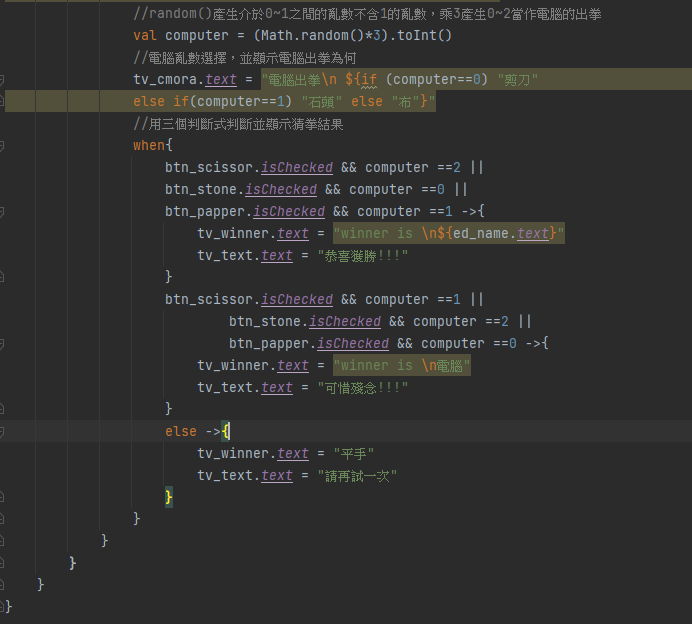 //random()產生介於0~1之間的亂數不含1的亂數，乘3產生0~2當作電腦的出拳
val computer = (Math.random()*3).toInt()
//電腦亂數選擇，並顯示電腦出拳為何
tv_cmora.text = "電腦出拳\n ${if (computer==0) "剪刀"
else if(computer==1) "石頭" else "布"}"
//用三個判斷式判斷並顯示猜拳結果
when{
btn_scissor.isChecked && computer ==2 ||
btn_stone.isChecked && computer ==0 ||
btn_papper.isChecked && computer ==1 ->{
tv_winner.text = "winner is \n${ed_name.text}"
tv_text.text = "恭喜獲勝!!!"
}
btn_scissor.isChecked && computer ==1 ||
btn_stone.isChecked && computer ==2 ||
btn_papper.isChecked && computer ==0 ->{
tv_winner.text = "winner is \n電腦"
tv_text.text = "可惜殘念!!!"
}
else ->{
tv_winner.text = "平手"
tv_text.text = "請再試一次"
}
}
}
}
}
}